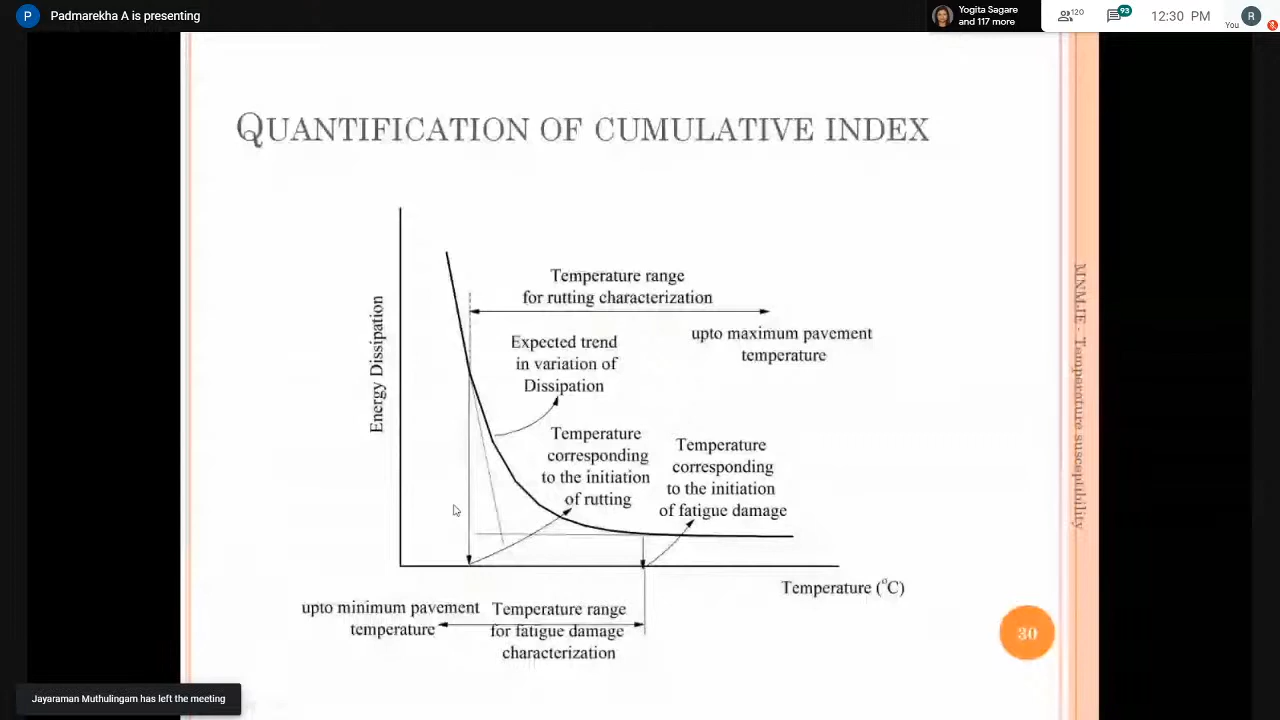 P Padmarekha A is presenting
Yogita Sagare
and 117 more
120
93
12:30 PM
You
R
QUANTIFICATION OF CUMULATIVE INDEX
Energy Dissipation
Temperature range
for rutting characterization
upto maximum pavement
temperature
Expected trend
in variation of
Dissipation
Temperature
corresponding
to the initiation
of rutting
Temperature
corresponding
to the initiation
of fatigue damage
Temperature (°C)
upto minimum pavement
temperature
Temperature range
for fatigue damage
characterization
MNMJE - Tamperature susceptibility
30
Jayaraman Muthulingam has left the meeting